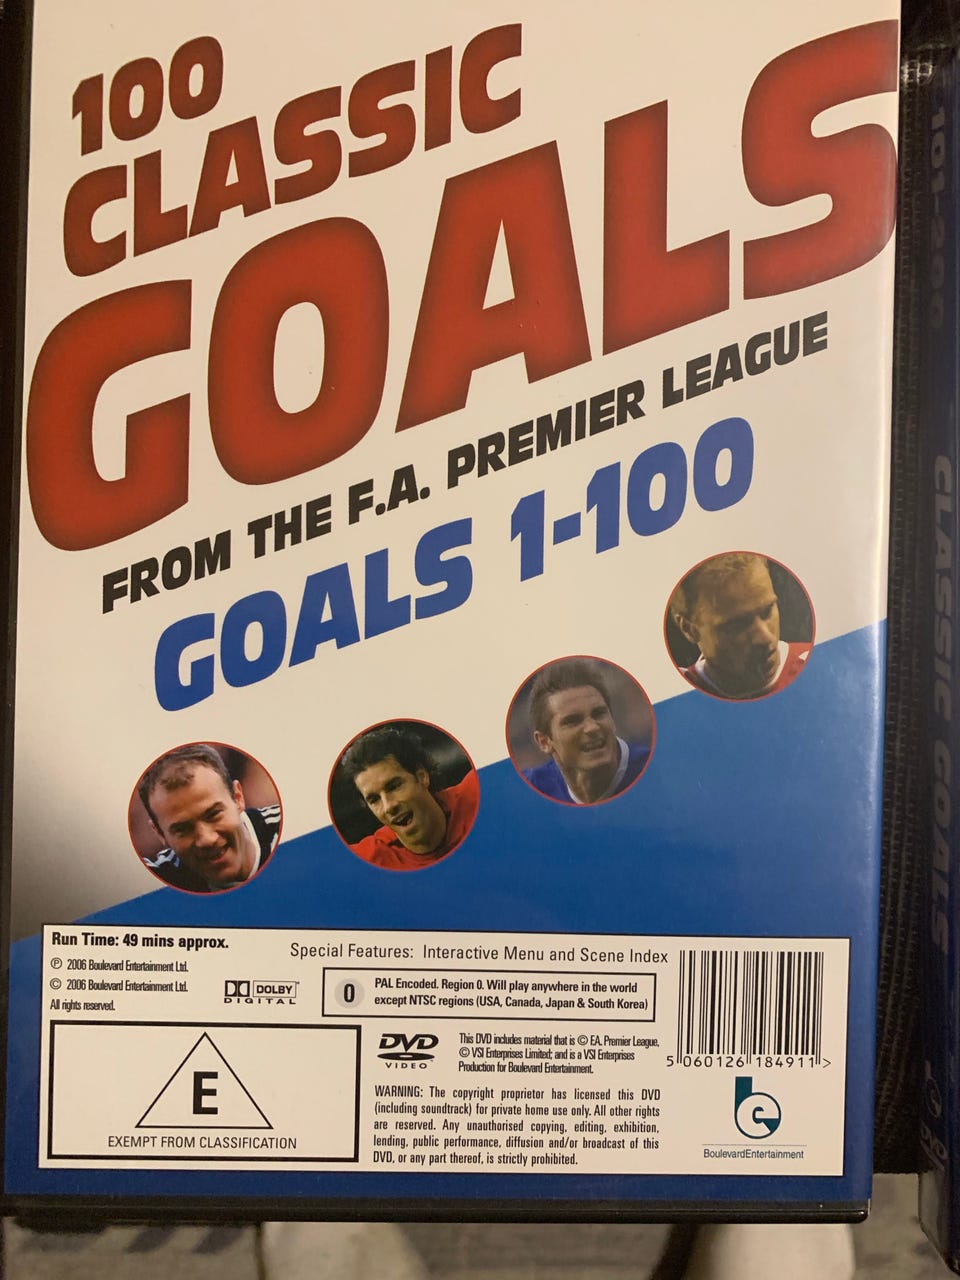 100
CLASSIC
GOALS
FROM THE F.A. PREMIER LEAGUE
GOALS 1-100
Run Time: 49 mins approx.
℗ 2006 Boulevard Entertainment Ltd.
© 2006 Boulevard Entertainment Ltd.
All rights reserved.
DOLBY
DIGITAL
Special Features: Interactive Menu and Scene Index
0
PAL Encoded. Region 0. Will play anywhere in the world
except NTSC regions (USA, Canada, Japan & South Korea)
E
EXEMPT FROM CLASSIFICATION
DVD
VIDEO
This DVD includes material that is © F.A. Premier League,
© VSI Enterprises Limited; and is a VSI Enterprises
Production for Boulevard Entertainment.
WARNING: The copyright proprietor has licensed this DVD
(including soundtrack) for private home use only. All other rights
are reserved. Any unauthorised copying, editing, exhibition,
lending, public performance, diffusion and/or broadcast of this
DVD, or any part thereof, is strictly prohibited.
5 060126 184911 >
be
BoulevardEntertainment
101-200
CLASSIC GOALS